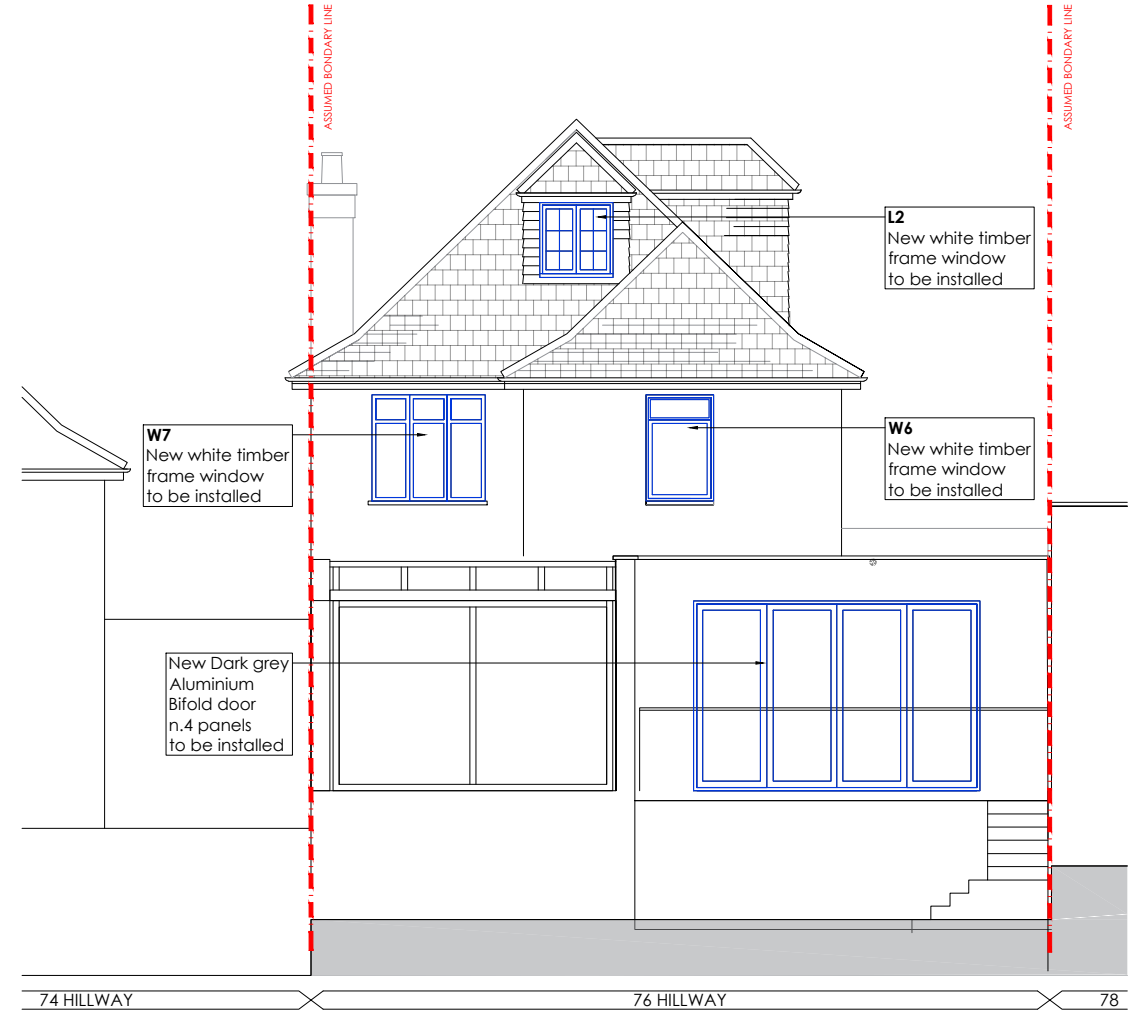 ASSUMED BONDARY LINE
ASSUMED BONDARY LINE
L2
New white timber
frame window
to be installed
W7
New white timber
frame window
to be installed
W6
New white timber
frame window
to be installed
New Dark grey
Aluminium
Bifold door
n.4 panels
to be installed
74 HILLWAY
76 HILLWAY
78